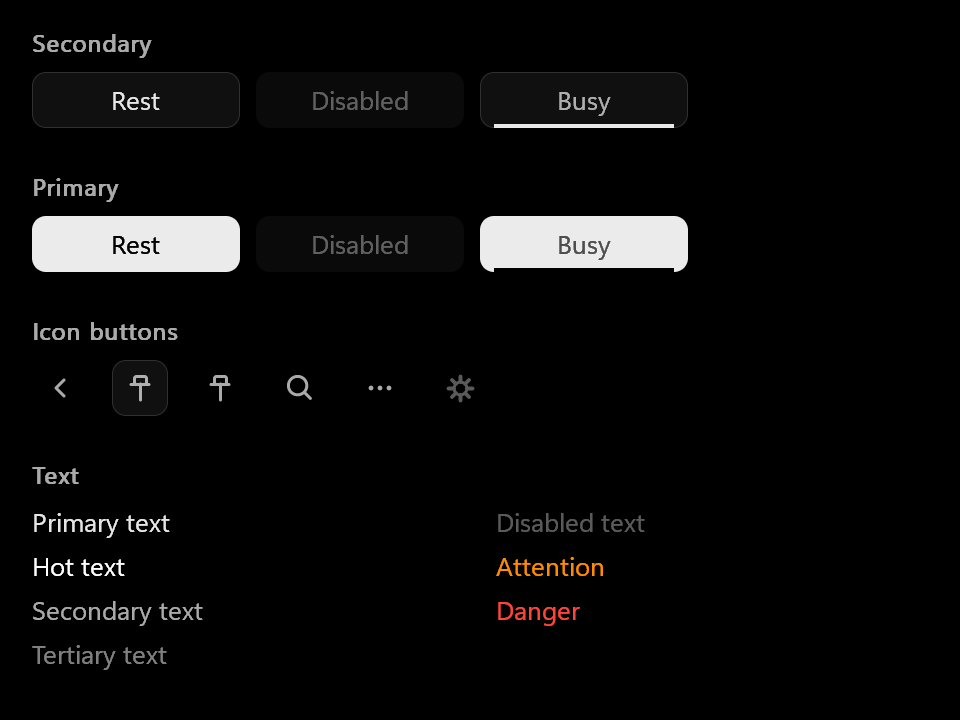 Secondary
Rest Disabled Busy
Primary
Rest Disabled Busy
Icon buttons
Text
Primary text
Hot text
Secondary text
Tertiary text
Disabled text
Attention
Danger